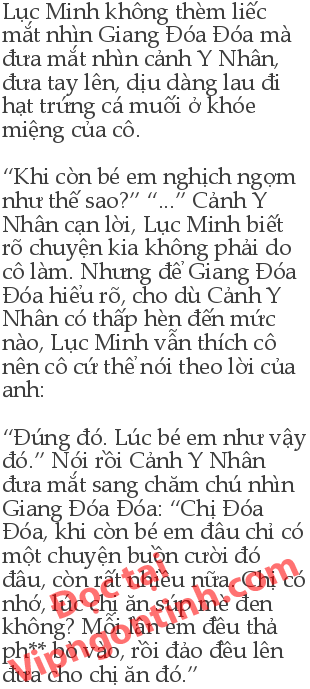 Lục Minh không thèm liếc
mắt nhìn Giang Đóa Đóa mà
đưa mắt nhìn cảnh Y Nhân,
đưa tay lên, dịu dàng lau đi
hạt trứng cá muối ở khóe
miệng của cô.
“Khi còn bé em nghịch ngợm
như thế sao?” “...” Cảnh Y
Nhân cạn lời, Lục Minh biết
rõ chuyện kia không phải do
cô làm. Nhưng để Giang Đóa
Đóa hiểu rõ, cho dù Cảnh Y
Nhân có thấp hèn đến mức
nào, Lục Minh vẫn thích cô
nên cô cứ thế nói theo lời của
anh:
“Đúng đó. Lúc bé em như vậy
đó.” Nói rồi Cảnh Y Nhân
đưa mắt sang chăm chú nhìn
Giang Đóa Đóa: “Chị Đóa
Đóa, khi còn bé em đâu chỉ có
một chuyện buồn cười đó
đâu, còn rất nhiều nữa. Chị có
nhớ, lúc chị ăn súp mè đen
không? Mỗi lần em đều thả
ph** bọ vào, rồi đảo đều lên
đưa cho chị ăn đó.”
Đọc tại
Vipngontinh.com